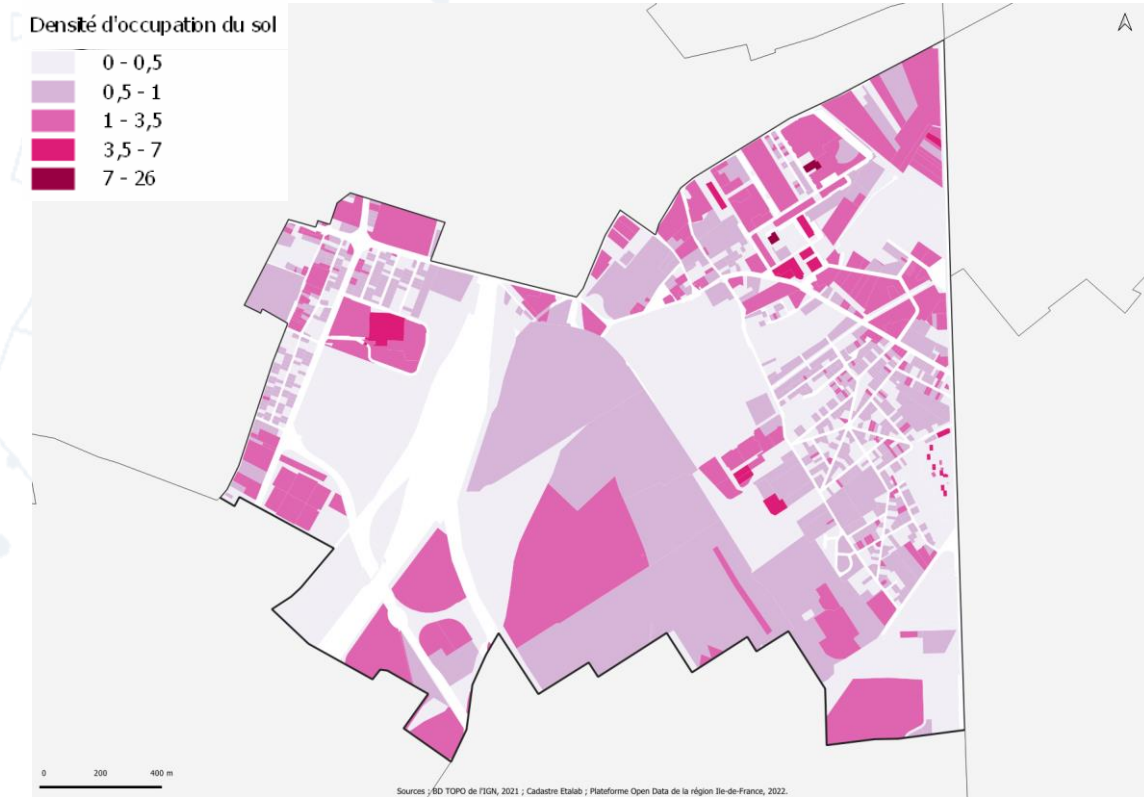 Densité d'occupation du sol
0 - 0,5
0,5 - 1
1 - 3,5
3,5 - 7
7 - 26
0 200 400 m
Sources : BD TOPO de l'IGN, 2021 ; Cadastre Etalab ; Plateforme Open Data de la région Ile-de-France, 2022.